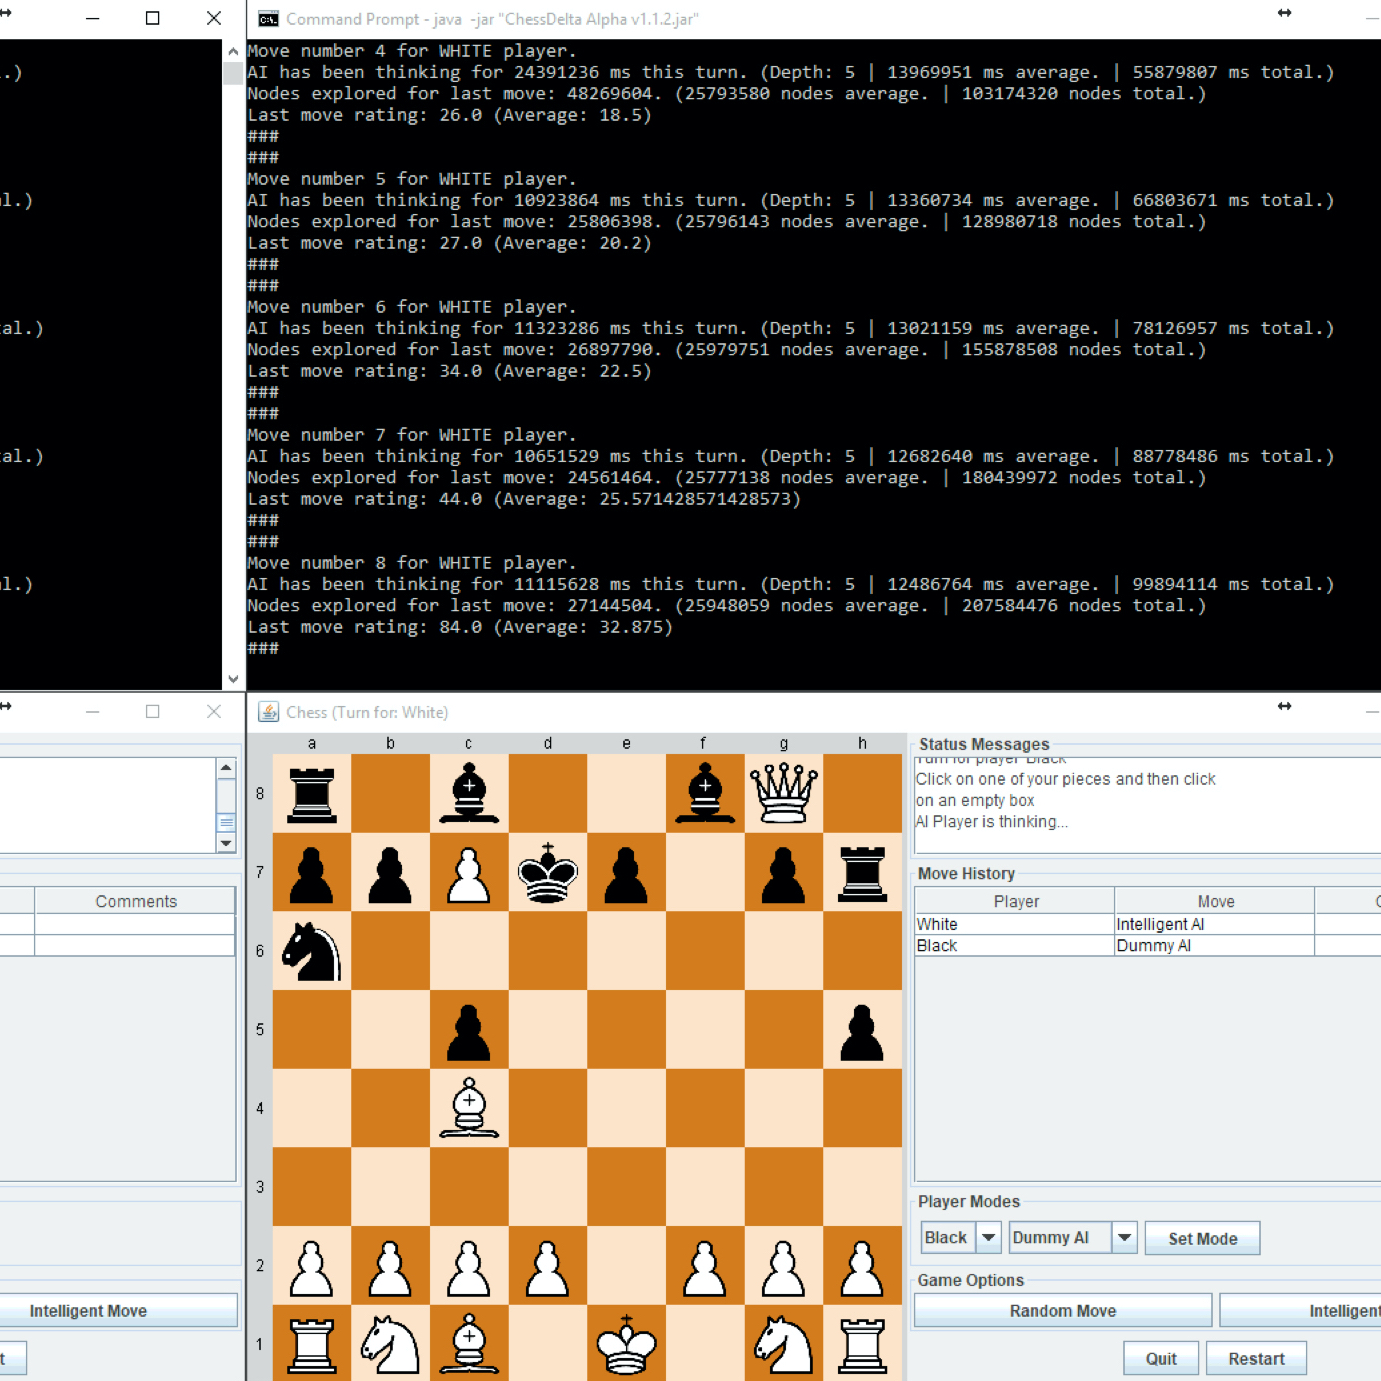 Command Prompt - java  -jar "ChessDelta Alpha v1.1.2.jar"
.)
l.)
al.)
al.)
l.)
Move number 4 for WHITE player.
AI has been thinking for 24391236 ms this turn. (Depth: 5 | 13969951 ms average. | 55879807 ms total.)
Nodes explored for last move: 48269604. (25793580 nodes average. | 103174320 nodes total.)
Last move rating: 26.0 (Average: 18.5)
###
###
Move number 5 for WHITE player.
AI has been thinking for 10923864 ms this turn. (Depth: 5 | 13360734 ms average. | 66803671 ms total.)
Nodes explored for last move: 25806398. (25796143 nodes average. | 128980718 nodes total.)
Last move rating: 27.0 (Average: 20.2)
###
###
Move number 6 for WHITE player.
AI has been thinking for 11323286 ms this turn. (Depth: 5 | 13021159 ms average. | 78126957 ms total.)
Nodes explored for last move: 26897790. (25979751 nodes average. | 155878508 nodes total.)
Last move rating: 34.0 (Average: 22.5)
###
###
Move number 7 for WHITE player.
AI has been thinking for 10651529 ms this turn. (Depth: 5 | 12682640 ms average. | 88778486 ms total.)
Nodes explored for last move: 24561464. (25777138 nodes average. | 180439972 nodes total.)
Last move rating: 44.0 (Average: 25.571428571428573)
###
###
Move number 8 for WHITE player.
AI has been thinking for 11115628 ms this turn. (Depth: 5 | 12486764 ms average. | 99894114 ms total.)
Nodes explored for last move: 27144504. (25948059 nodes average. | 207584476 nodes total.)
Last move rating: 84.0 (Average: 32.875)
###
Comments
Intelligent Move
t
Chess (Turn for: White)
a b c d e f g h
8
7
6
5
4
3
2
1
Status Messages
Turn for player Black
Click on one of your pieces and then click
on an empty box
AI Player is thinking...
Move History
Player Move C
White Intelligent AI
Black Dummy AI
Player Modes
Black Dummy AI Set Mode
Game Options
Random Move Intelligent
Quit Restart